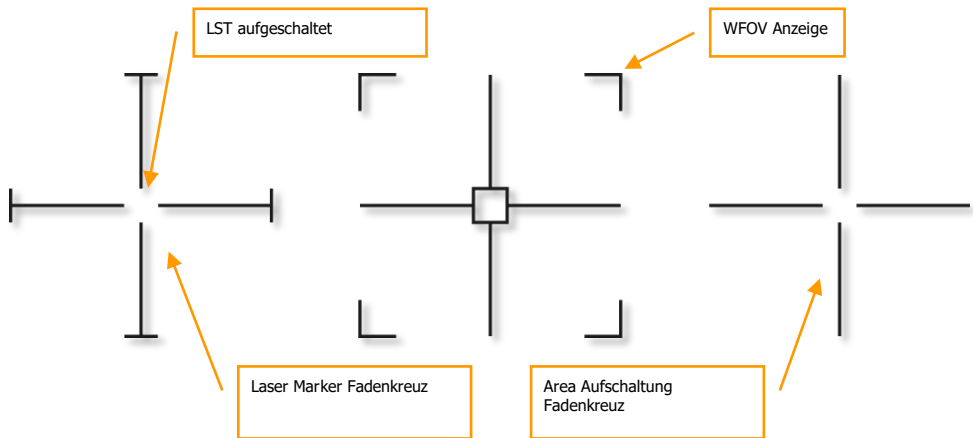 LST aufgeschaltet
WFOV Anzeige
Laser Marker Fadenkreuz
Area Aufschaltung
Fadenkreuz